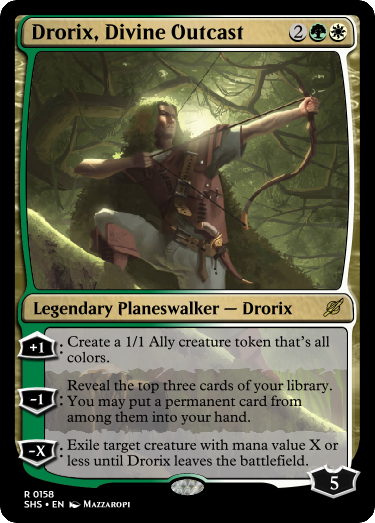 Drorix, Divine Outcast 2
Legendary Planeswalker — Drorix
+1: Create a 1/1 Ally creature token that's all
colors.
-1: Reveal the top three cards of your library.
You may put a permanent card from
among them into your hand.
-X: Exile target creature with mana value X or
less until Drorix leaves the battlefield.
5
R 0158
SHS • EN Mazzaropi